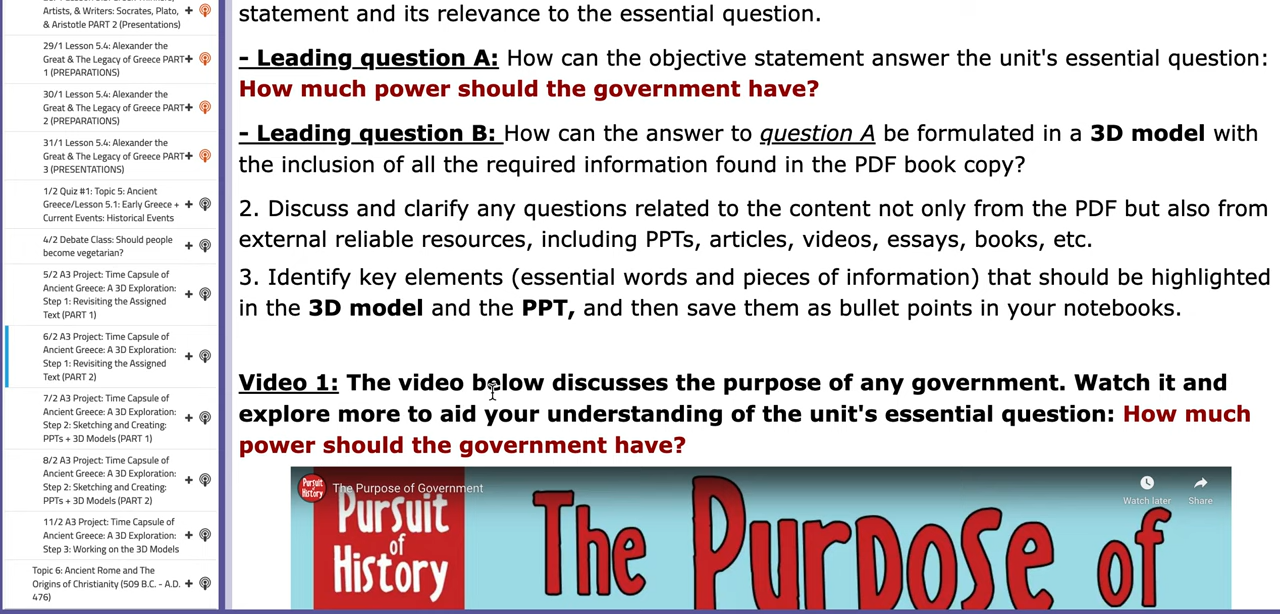 Artists, & Writers: Socrates, Plato,
& Aristotle PART 2 (Presentations)
29/1 Lesson 5.4: Alexander the
Great & The Legacy of Greece PART
1 (PREPARATIONS)
30/1 Lesson 5.4: Alexander the
Great & The Legacy of Greece PART
2 (PREPARATIONS)
31/1 Lesson 5.4: Alexander the
Great & The Legacy of Greece PART
3 (PRESENTATIONS)
1/2 Quiz #1: Topic 5: Ancient
Greece/Lesson 5.1: Early Greece +
Current Events: Historical Events
4/2 Debate Class: Should people
become vegetarian?
5/2 A3 Project: Time Capsule of
Ancient Greece: A 3D Exploration:
Step 1: Revisiting the Assigned
Text (PART 1)
6/2 A3 Project: Time Capsule of
Ancient Greece: A 3D Exploration:
Step 1: Revisiting the Assigned
Text (PART 2)
7/2 A3 Project: Time Capsule of
Ancient Greece: A 3D Exploration:
Step 2: Sketching and Creating:
PPTs + 3D Models (PART 1)
8/2 A3 Project: Time Capsule of
Ancient Greece: A 3D Exploration:
Step 2: Sketching and Creating:
PPTs + 3D Models (PART 2)
11/2 A3 Project: Time Capsule of
Ancient Greece: A 3D Exploration:
Step 3: Working on the 3D Models
Topic 6: Ancient Rome and The
Origins of Christianity (509 B.C. - A.D.
476)
statement and its relevance to the essential question.
- Leading question A: How can the objective statement answer the unit's essential question:
How much power should the government have?
- Leading question B: How can the answer to question A be formulated in a 3D model with
the inclusion of all the required information found in the PDF book copy?
2. Discuss and clarify any questions related to the content not only from the PDF but also from
external reliable resources, including PPTs, articles, videos, essays, books, etc.
3. Identify key elements (essential words and pieces of information) that should be highlighted
in the 3D model and the PPT, and then save them as bullet points in your notebooks.
Video 1: The video below discusses the purpose of any government. Watch it and
explore more to aid your understanding of the unit's essential question: How much
power should the government have?
Pursuit of History
The Purpose of Government
Watch later
Share
Pursuit
of
History
The Purpose of